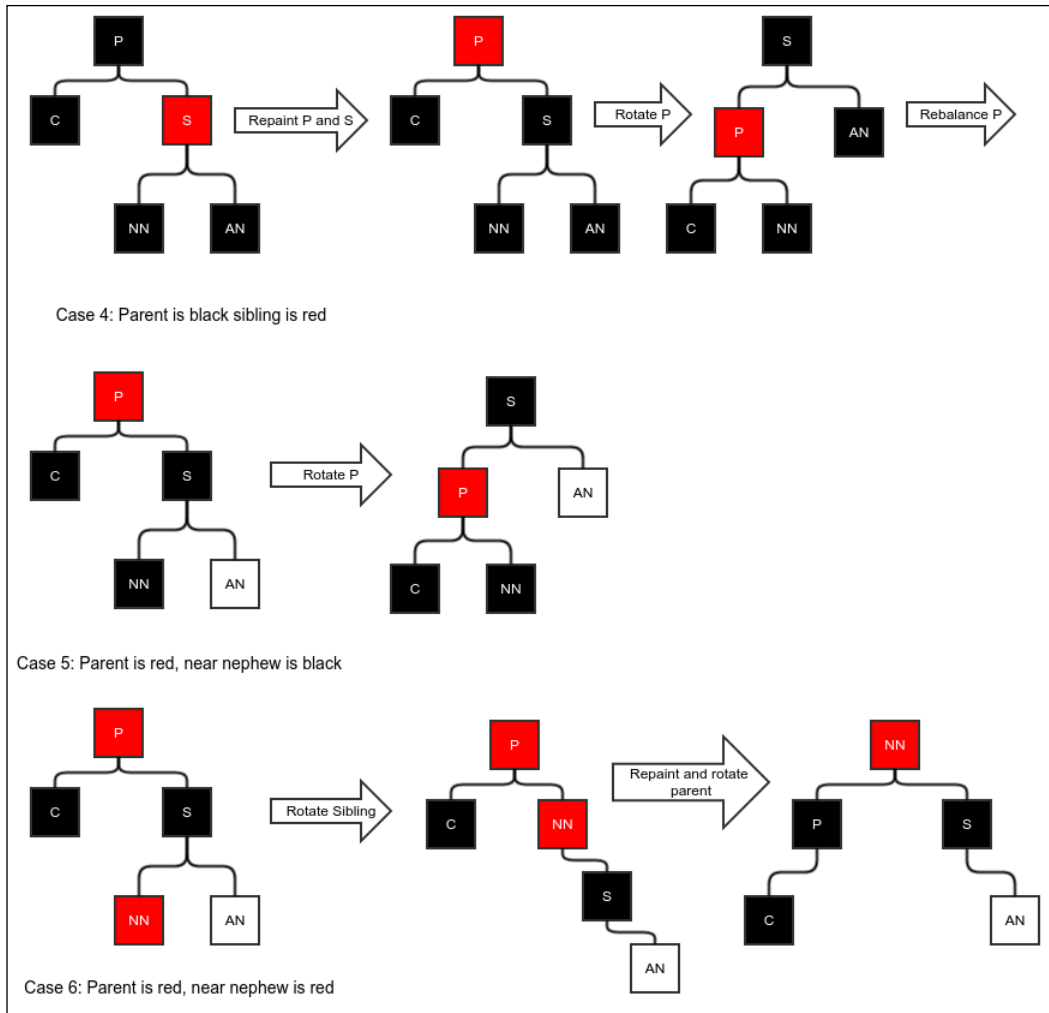 P P S
C S Repaint P and S C S Rotate P P AN Rebalance P
NN AN NN AN C NN
Case 4: Parent is black sibling is red
P S
C S Rotate P P AN
NN AN C NN
Case 5: Parent is red, near nephew is black
P P NN
C S Rotate Sibling C NN Repaint and rotate
parent P S
NN AN S C AN
AN
Case 6: Parent is red, near nephew is red